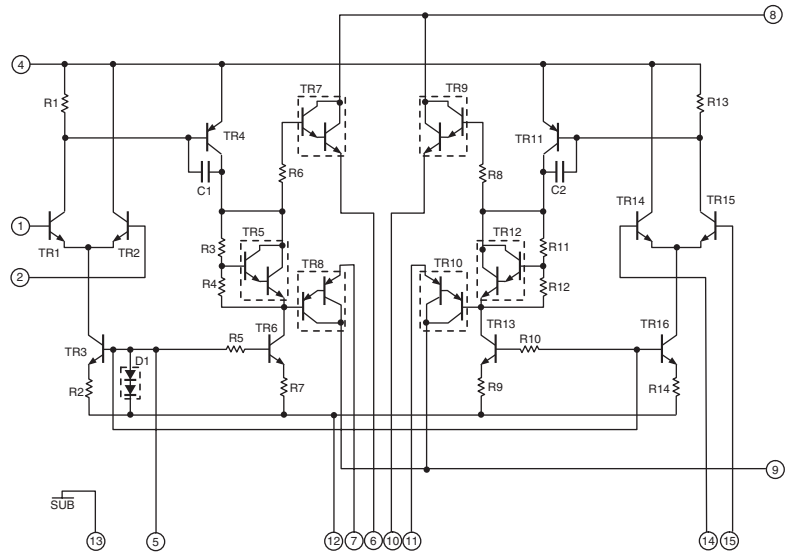 8
4
TR7
TR9
R1
R13
TR4
TR11
C1
R6
R8
C2
TR14
TR15
1
TR1
TR2
R3
TR5
TR12
R11
2
R4
TR8
TR10
R12
TR3
D1
R5
TR6
TR13
R10
TR16
R2
R7
R9
R14
9
SUB
13
5
12
7
6
10
11
14
15